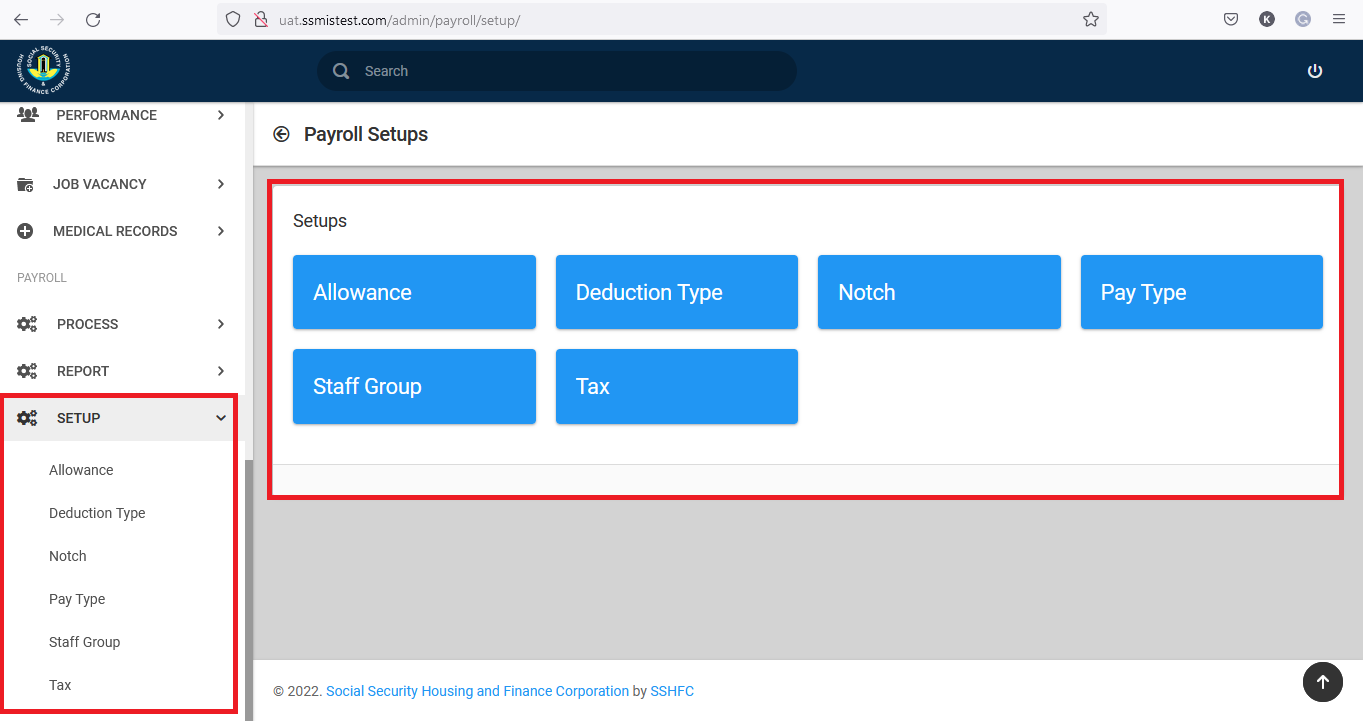 uat.ssmistest.com/admin/payroll/setup/
K
G
SOCIAL SECURITY
HOUSING FINANCE CORPORATION
&
Search
PERFORMANCE
REVIEWS
JOB VACANCY
MEDICAL RECORDS
PAYROLL
PROCESS
REPORT
SETUP
Allowance
Deduction Type
Notch
Pay Type
Staff Group
Tax
Payroll Setups
Setups
Allowance
Deduction Type
Notch
Pay Type
Staff Group
Tax
© 2022. Social Security Housing and Finance Corporation by SSHFC